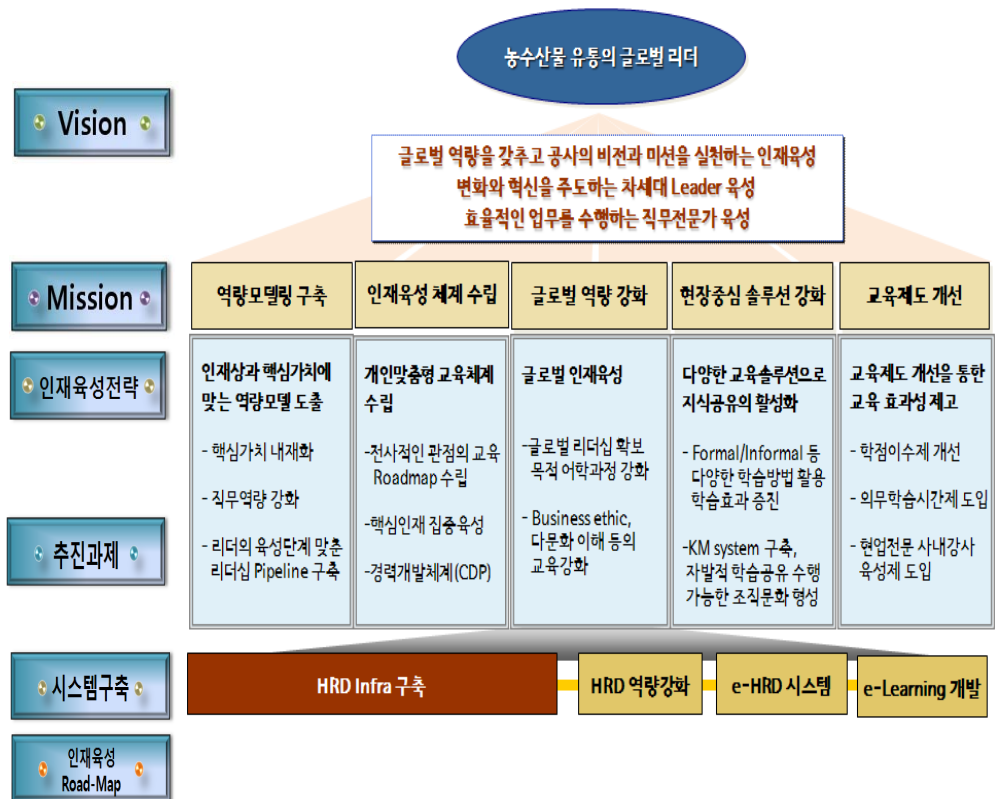 농수산물 유통의 글로벌 리더
Vision
글로벌 역량을 갖추고 공사의 비전과 미션을 실천하는 인재육성
변화와 혁신을 주도하는 차세대 Leader 육성
효율적인 업무를 수행하는 직무전문가 육성
Mission
역량모델링 구축
인재육성 체제 수립
글로벌 역량 강화
현장중심 솔루션 강화
교육제도 개선
인재육성전략
인재상과 핵심가치에
맞는 역량모델 도출
- 핵심가치 내재화
- 직무역량 강화
- 리더의 육성단계 맞춘
리더십 Pipeline 구축
개인맞춤형 교육체계
수립
-전사적인 관점의 교육
Roadmap 수립
-핵심인재 집중육성
-경력개발체계(CDP)
글로벌 인재육성
-글로벌 리더십 확보
목적 어학과정 강화
- Business ethic,
다문화 이해 등의
교육강화
다양한 교육솔루션으로
지식공유의 활성화
- Formal/Informal 등
다양한 학습방법 활용
학습효과 증진
-KM system 구축,
자발적 학습공유 수행
가능한 조직문화 형성
교육제도 개선을 통한
교육 효과성 제고
- 학점이수제 개선
- 의무학습시간제 도입
- 현업전문 사내강사
육성제 도입
추진과제
시스템구축
HRD Infra 구축
HRD 역량강화
e-HRD 시스템
e-Learning 개발
인재육성
Road-Map